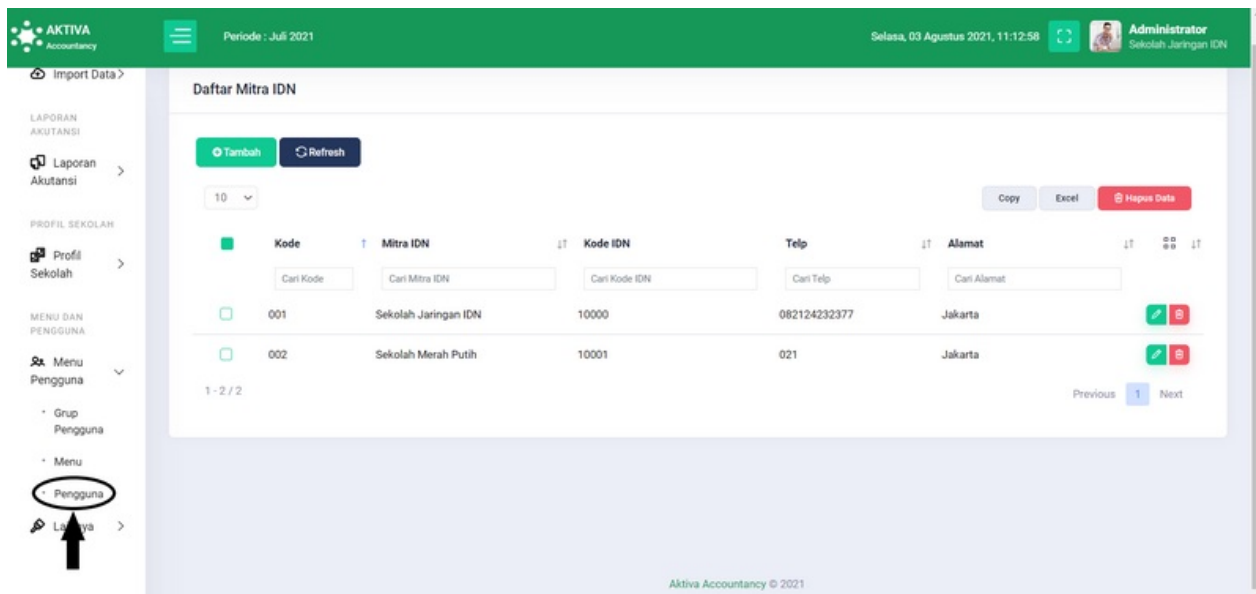 AKTIVA
Accountancy
Periode : Juli 2021
Selasa, 03 Agustus 2021, 11:12:58
Administrator
Sekolah Jaringan IDN
Import Data
LAPORAN
AKUTANSI
Laporan
Akutansi
PROFIL SEKOLAH
Profil
Sekolah
MENU DAN
PENGGUNA
Menu
Pengguna
Grup
Pengguna
Menu
Pengguna
Daftar Mitra IDN
Tambah Refresh
10 Copy Excel Hapus Data
Kode Mitra IDN Kode IDN Telp Alamat
Cari Kode Cari Mitra IDN Cari Kode IDN Cari Telp Cari Alamat
001 Sekolah Jaringan IDN 10000 082124232377 Jakarta
002 Sekolah Merah Putih 10001 021 Jakarta
1 - 2 / 2 Previous 1 Next
Aktiva Accountancy © 2021